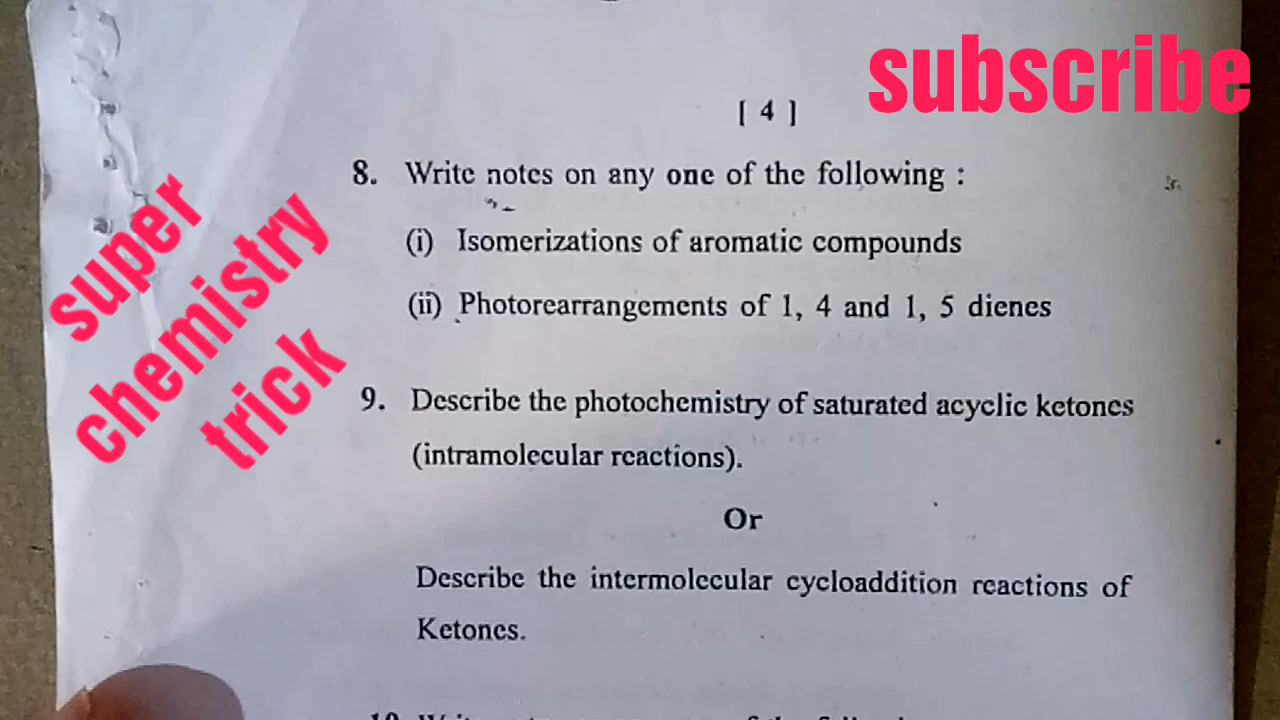 subscribe
[ 4 ]
8. Write notes on any one of the following :
(i) Isomerizations of aromatic compounds
(ii) Photorearrangements of 1, 4 and 1, 5 dienes
super
chemistry
trick
9. Describe the photochemistry of saturated acyclic ketones
(intramolecular reactions).
Or
Describe the intermolecular cycloaddition reactions of
Ketones.